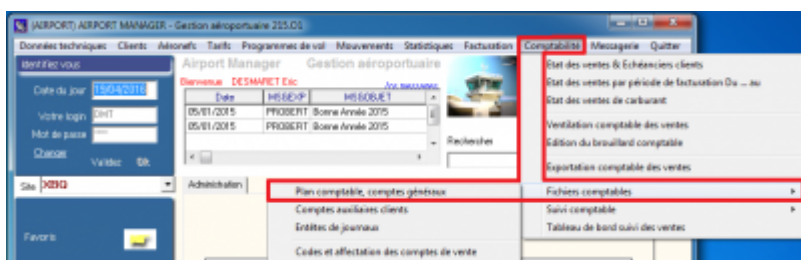 (AIRPORT) AIRPORT MANAGER - Gestion aéroportuaire 215.01
Données techniques Clients Aéronefs Tarifs Programmes de vol Mouvements Statistiques Facturation Comptabilité Messagerie Quitter
Identifiez vous
Airport Manager Gestion aéroportuaire
Bienvenue DESMARET Eric
Date du jour 15/04/2016
Votre login DMT
Mot de passe
Changer Validez OK
Date MSGEXP MSGOBJET
05/01/2015 PROBERT Bonne Année 2015
05/01/2015 PROBERT Bonne Année 2015
Rechercher
Site
Administration
Favoris
Etat des ventes & Echéanciers clients
Etat des ventes par période de facturation Du ... au
Etat des ventes de carburant
Ventilation comptable des ventes
Edition du brouillard comptable
Exportation comptable des ventes
Fichiers comptables
Suivi comptable
Tableau de bord suivi des ventes
Plan comptable, comptes généraux
Comptes auxiliaires clients
Entêtes de journaux
Codes et affectation des comptes de vente